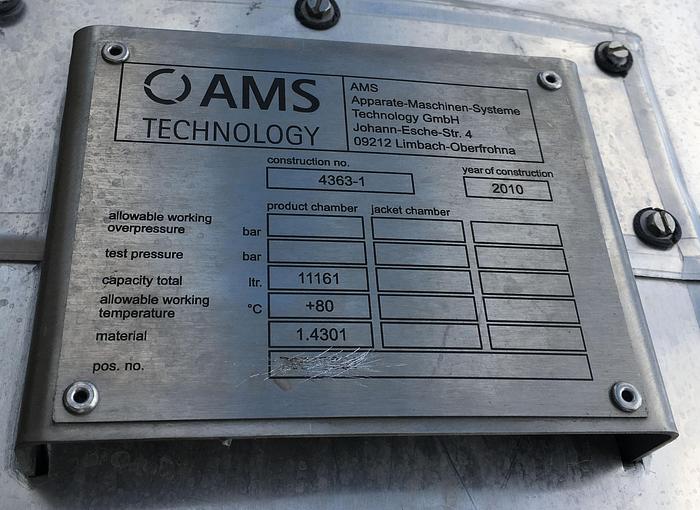 AMS
TECHNOLOGY
AMS
Apparate-Maschinen-Systeme
Technology GmbH
Johann-Esche-Str. 4
09212 Limbach-Oberfrohna
construction no.
4363-1
year of construction
2010
product chamber jacket chamber
allowable working
overpressure bar
test pressure bar
capacity total ltr. 11161
allowable working
temperature °C +80
material 1.4301
pos. no.